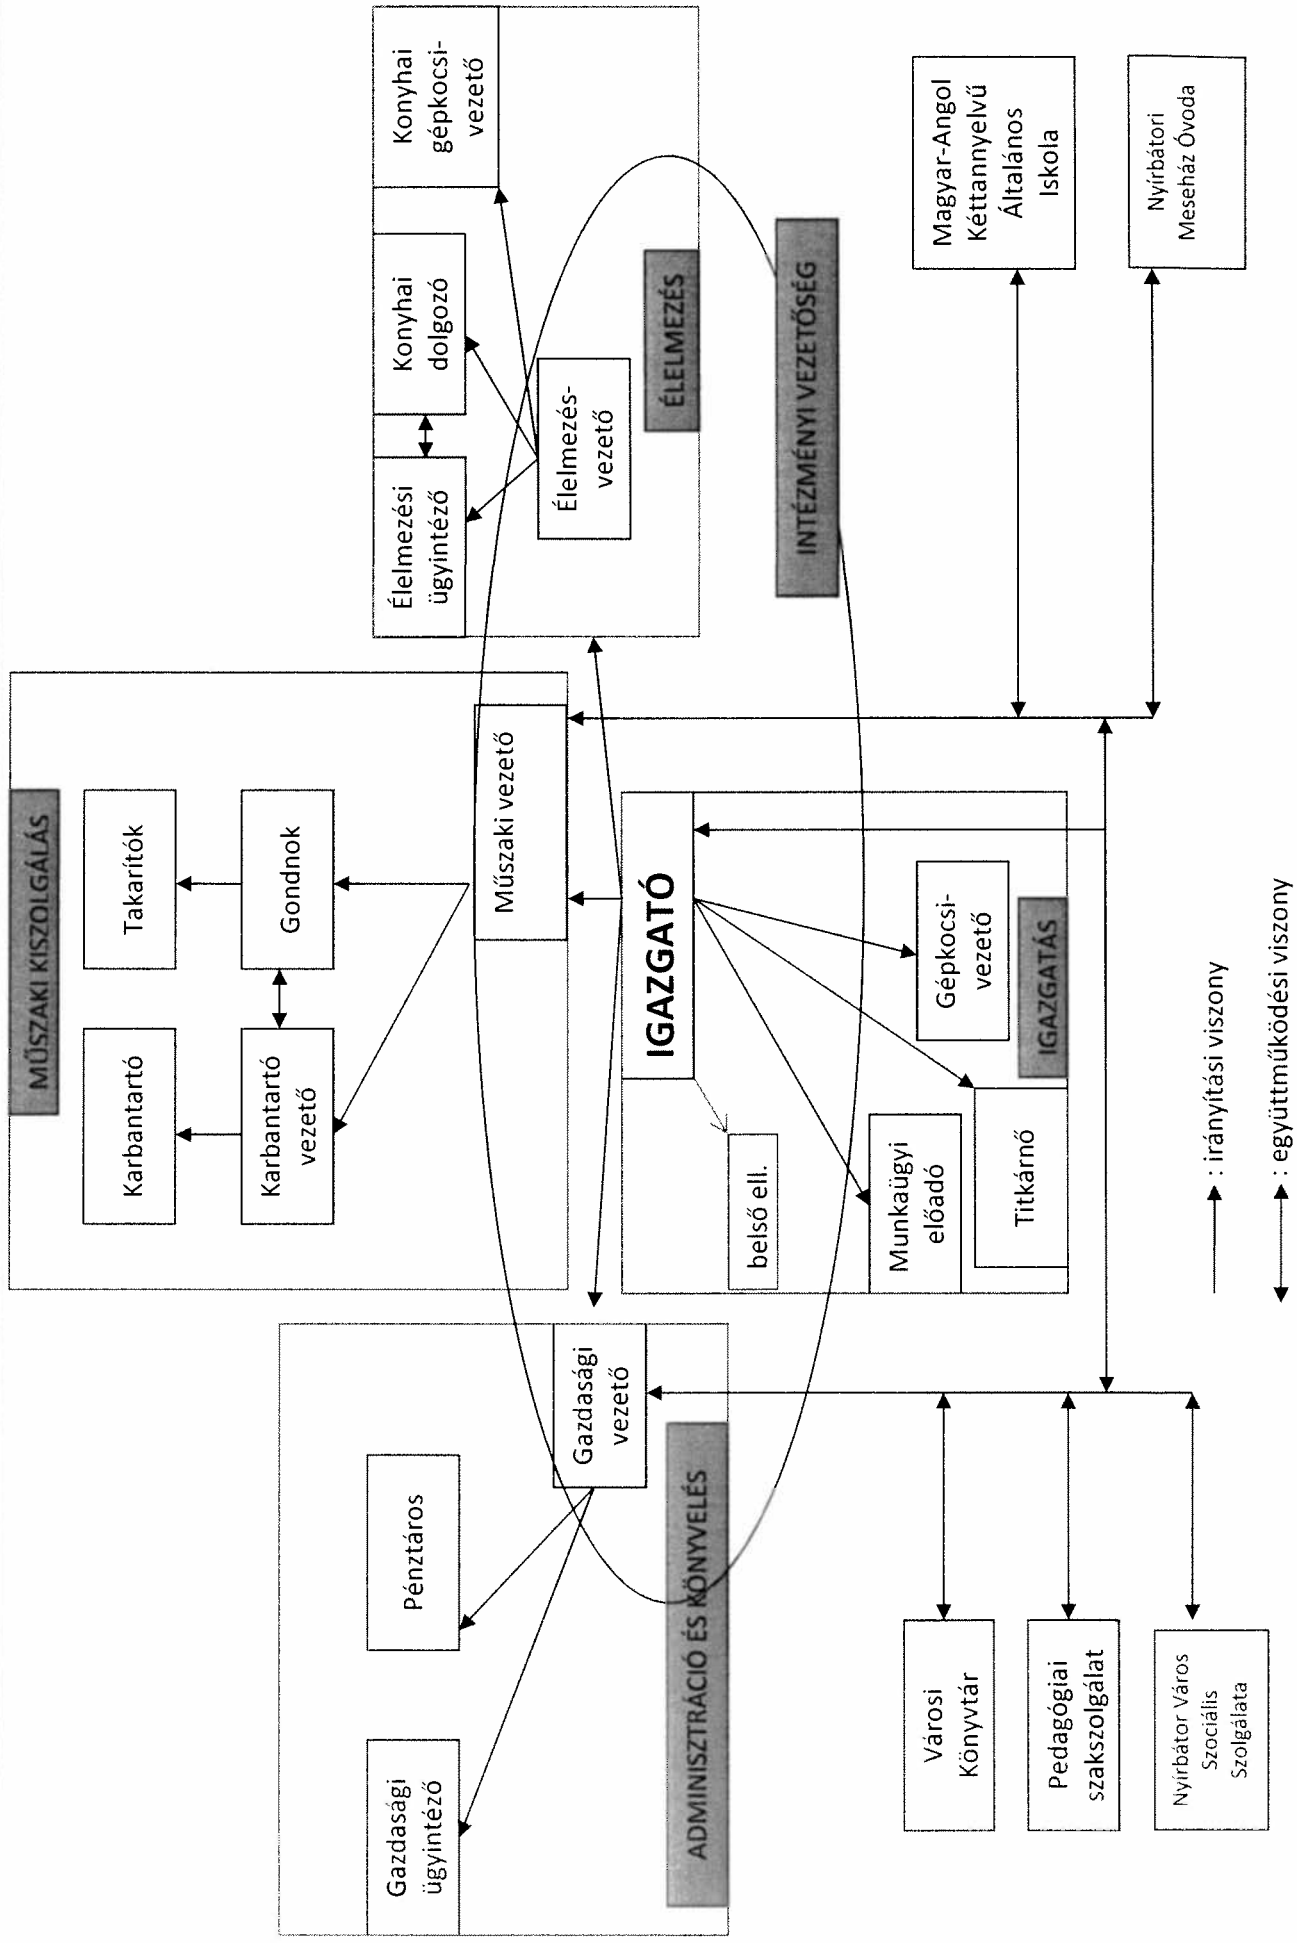 MŰSZAKI KISZOLGÁLÁS
Karbantartó
Takarítók
Karbantartó
vezető
Gondnok
Műszaki vezető
Pénztáros
Gazdasági
ügyintéző
Gazdasági
vezető
ADMINISZTRÁCIÓ ÉS KÖNYVELÉS
Élelmezési
ügyintéző
Konyhai
dolgozó
Konyhai
gépkocsi-
vezető
Élelmezés-
vezető
ÉLELMEZÉS
IGAZGATÓ
belső ell.
Munkaügyi
előadó
Titkárnő
Gépkocsi-
vezető
IGAZGATÁS
INTÉZMÉNYI VEZETŐSÉG
Városi
Könyvtár
Pedagógiai
szakszolgálat
Nyírbátor Város
Szociális
Szolgálata
Magyar-Angol
Kéttannyelvű
Általános
Iskola
Nyírbátori
Meseház Óvoda
: irányítási viszony
: együttműködési viszony